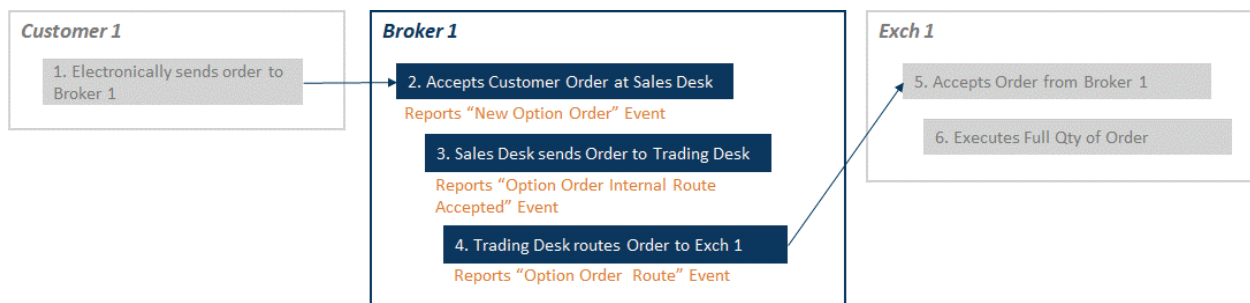 Customer 1
1. Electronically sends order to
Broker 1
Broker 1
2. Accepts Customer Order at Sales Desk
Reports “New Option Order” Event
3. Sales Desk sends Order to Trading Desk
Reports “Option Order Internal Route
Accepted” Event
4. Trading Desk routes Order to Exch 1
Reports “Option Order Route” Event
Exch 1
5. Accepts Order from Broker 1
6. Executes Full Qty of Order